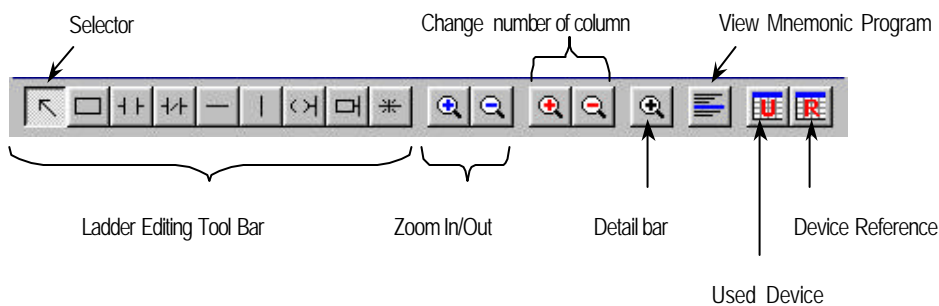 Selector
Change number of column
View Mnemonic Program
U
R
Ladder Editing Tool Bar
Zoom In/Out
Detail bar
Device Reference
Used Device